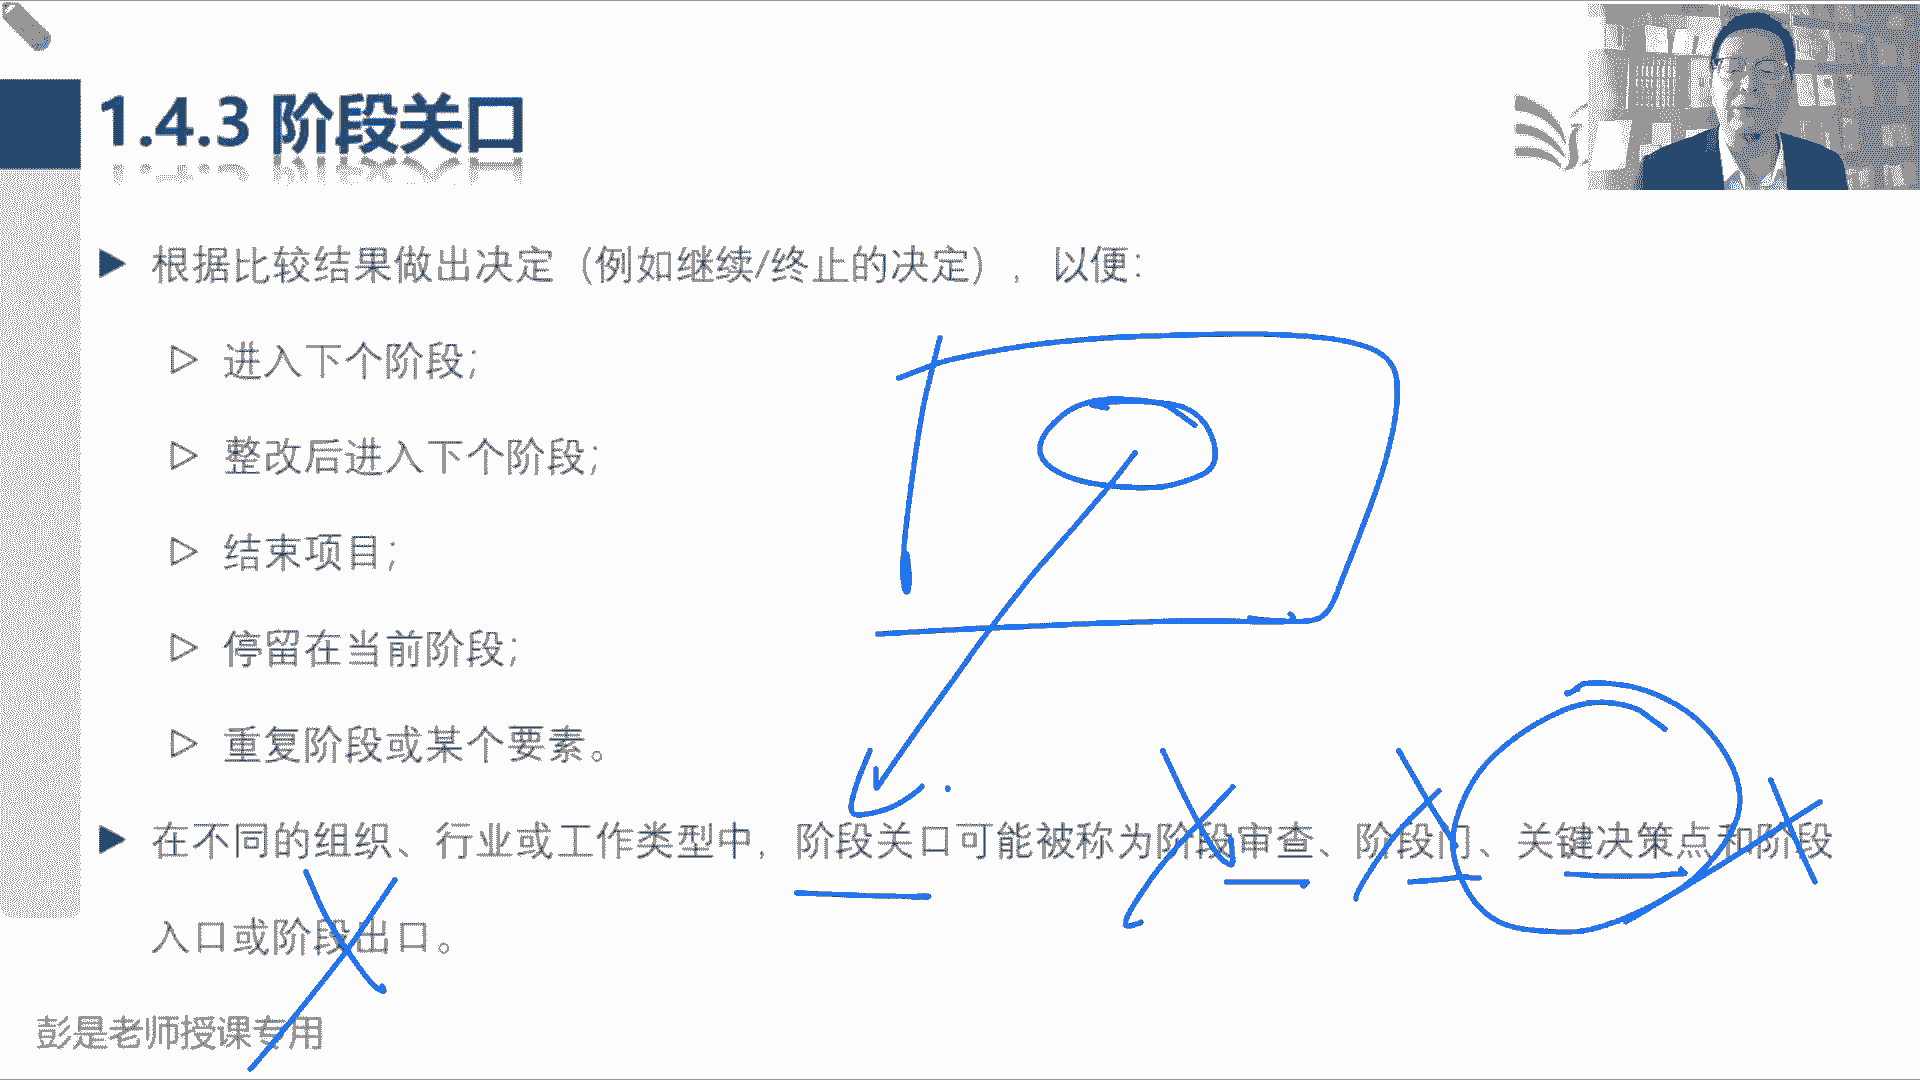 1.4.3 阶段关口
根据比较结果做出决定（例如继续/终止的决定），以便：
进入下个阶段；
整改后进入下个阶段；
结束项目；
停留在当前阶段；
重复阶段或某个要素。
在不同的组织、行业或工作类型中，阶段关口可能被称为阶段审查、阶段门、关键决策点和阶段
入口或阶段出口。
彭是老师授课专用